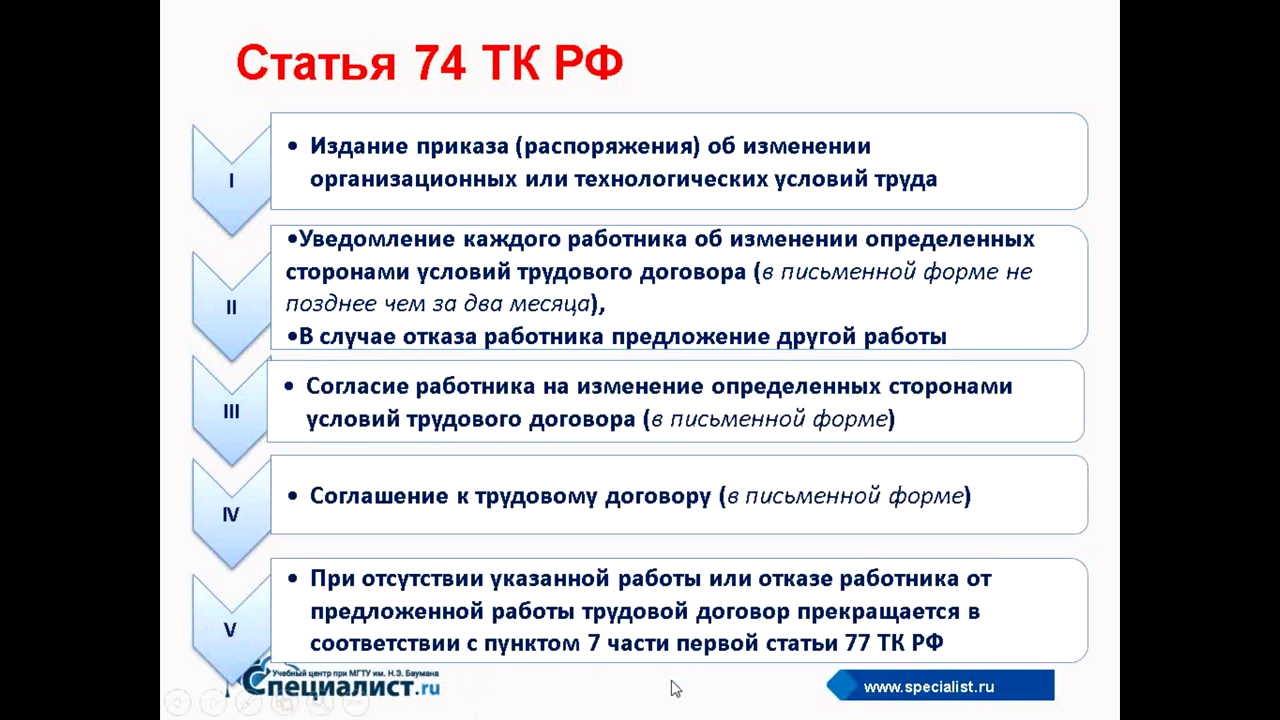 Статья 74 ТК РФ
I
• Издание приказа (распоряжения) об изменении
организационных или технологических условий труда
II
•Уведомление каждого работника об изменении определенных
сторонами условий трудового договора (в письменной форме не
позднее чем за два месяца),
•В случае отказа работника предложение другой работы
III
• Согласие работника на изменение определенных сторонами
условий трудового договора (в письменной форме)
IV
• Соглашение к трудовому договору (в письменной форме)
V
• При отсутствии указанной работы или отказе работника от
предложенной работы трудовой договор прекращается в
соответствии с пунктом 7 части первой статьи 77 ТК РФ
Учебный центр при МГТУ им. Н.Э. Баумана
Специалист.ru
www.specialist.ru